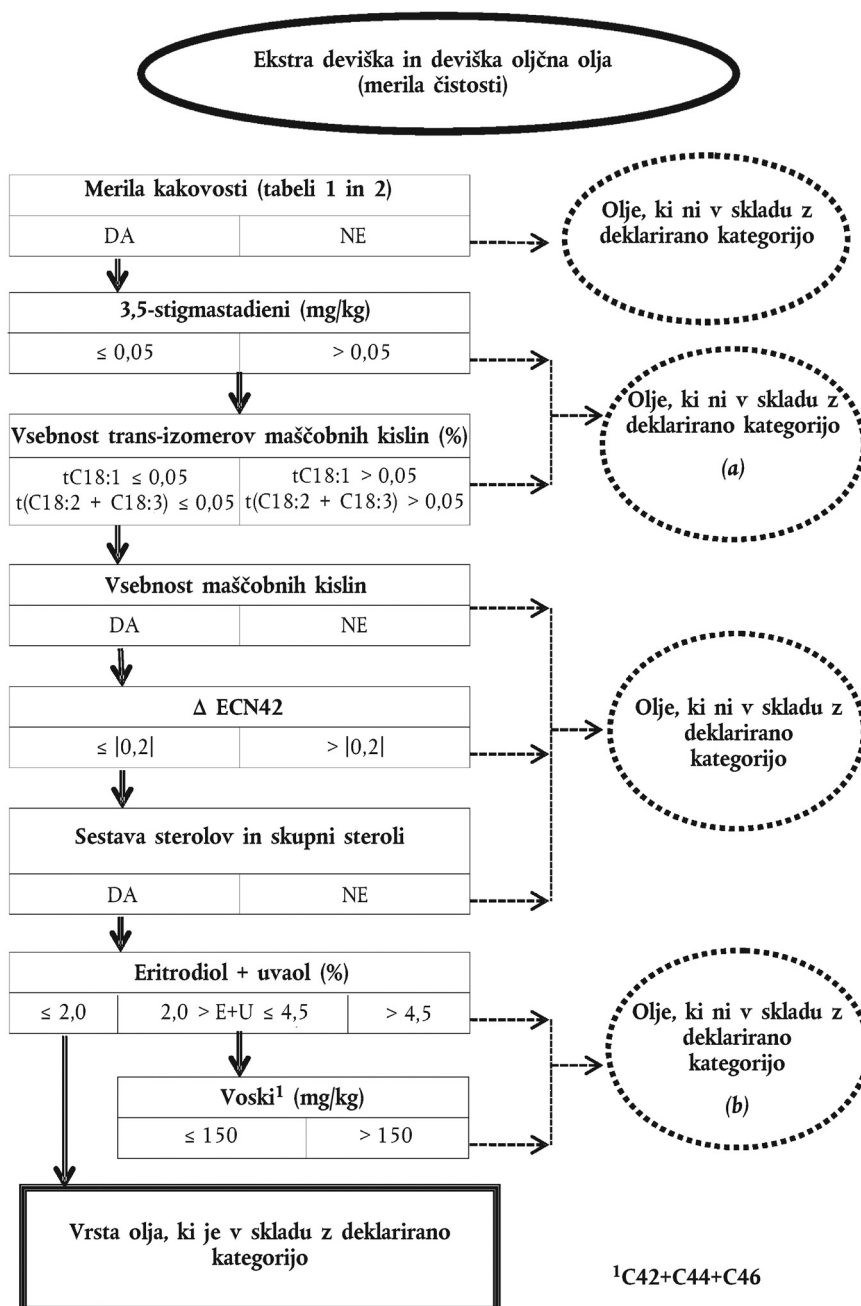 Ekstra deviška in deviška oljčna olja
(merila čistosti)
Merila kakovosti (tabeli 1 in 2)
DA NE
Olje, ki ni v skladu z
deklarirano kategorijo
3,5-stigmastadieni (mg/kg)
≤ 0,05 > 0,05
Olje, ki ni v skladu z
deklarirano kategorijo
(a)
Vsebnost trans-izomerov maščobnih kislin (%)
tC18:1 ≤ 0,05 tC18:1 > 0,05
t(C18:2 + C18:3) ≤ 0,05 t(C18:2 + C18:3) > 0,05
Vsebnost maščobnih kislin
DA NE
Δ ECN42
≤ |0,2| > |0,2|
Olje, ki ni v skladu z
deklarirano
kategorijo
Sestava sterolov in skupni steroli
DA NE
Eritrodiol + uvaol (%)
≤ 2,0 2,0 > E+U ≤ 4,5 > 4,5
Olje, ki ni v skladu z
deklarirano
kategorijo
(b)
Voski¹ (mg/kg)
≤ 150 > 150
Vrsta olja, ki je v skladu z deklarirano
kategorijo
¹C42+C44+C46